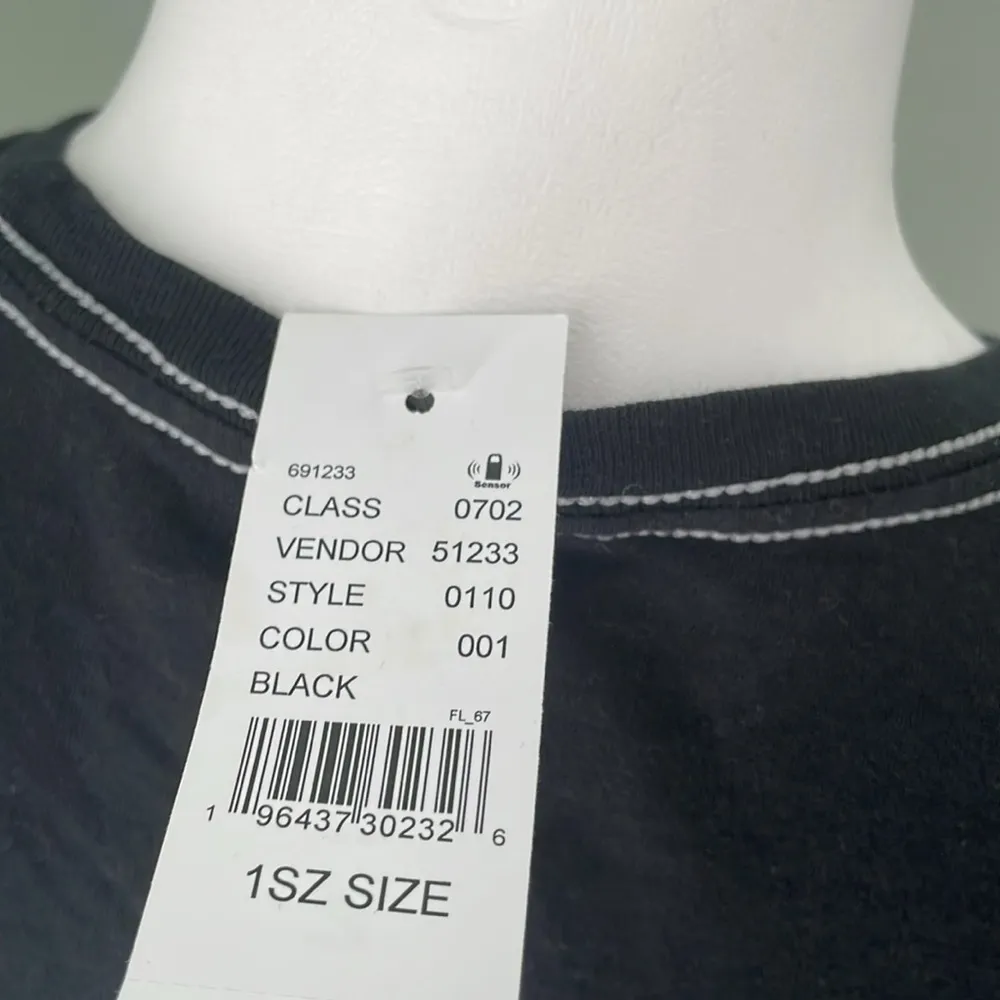 691233
Sensor
CLASS 0702
VENDOR 51233
STYLE 0110
COLOR 001
BLACK
FL_67
1 96437 30232 6
1SZ SIZE